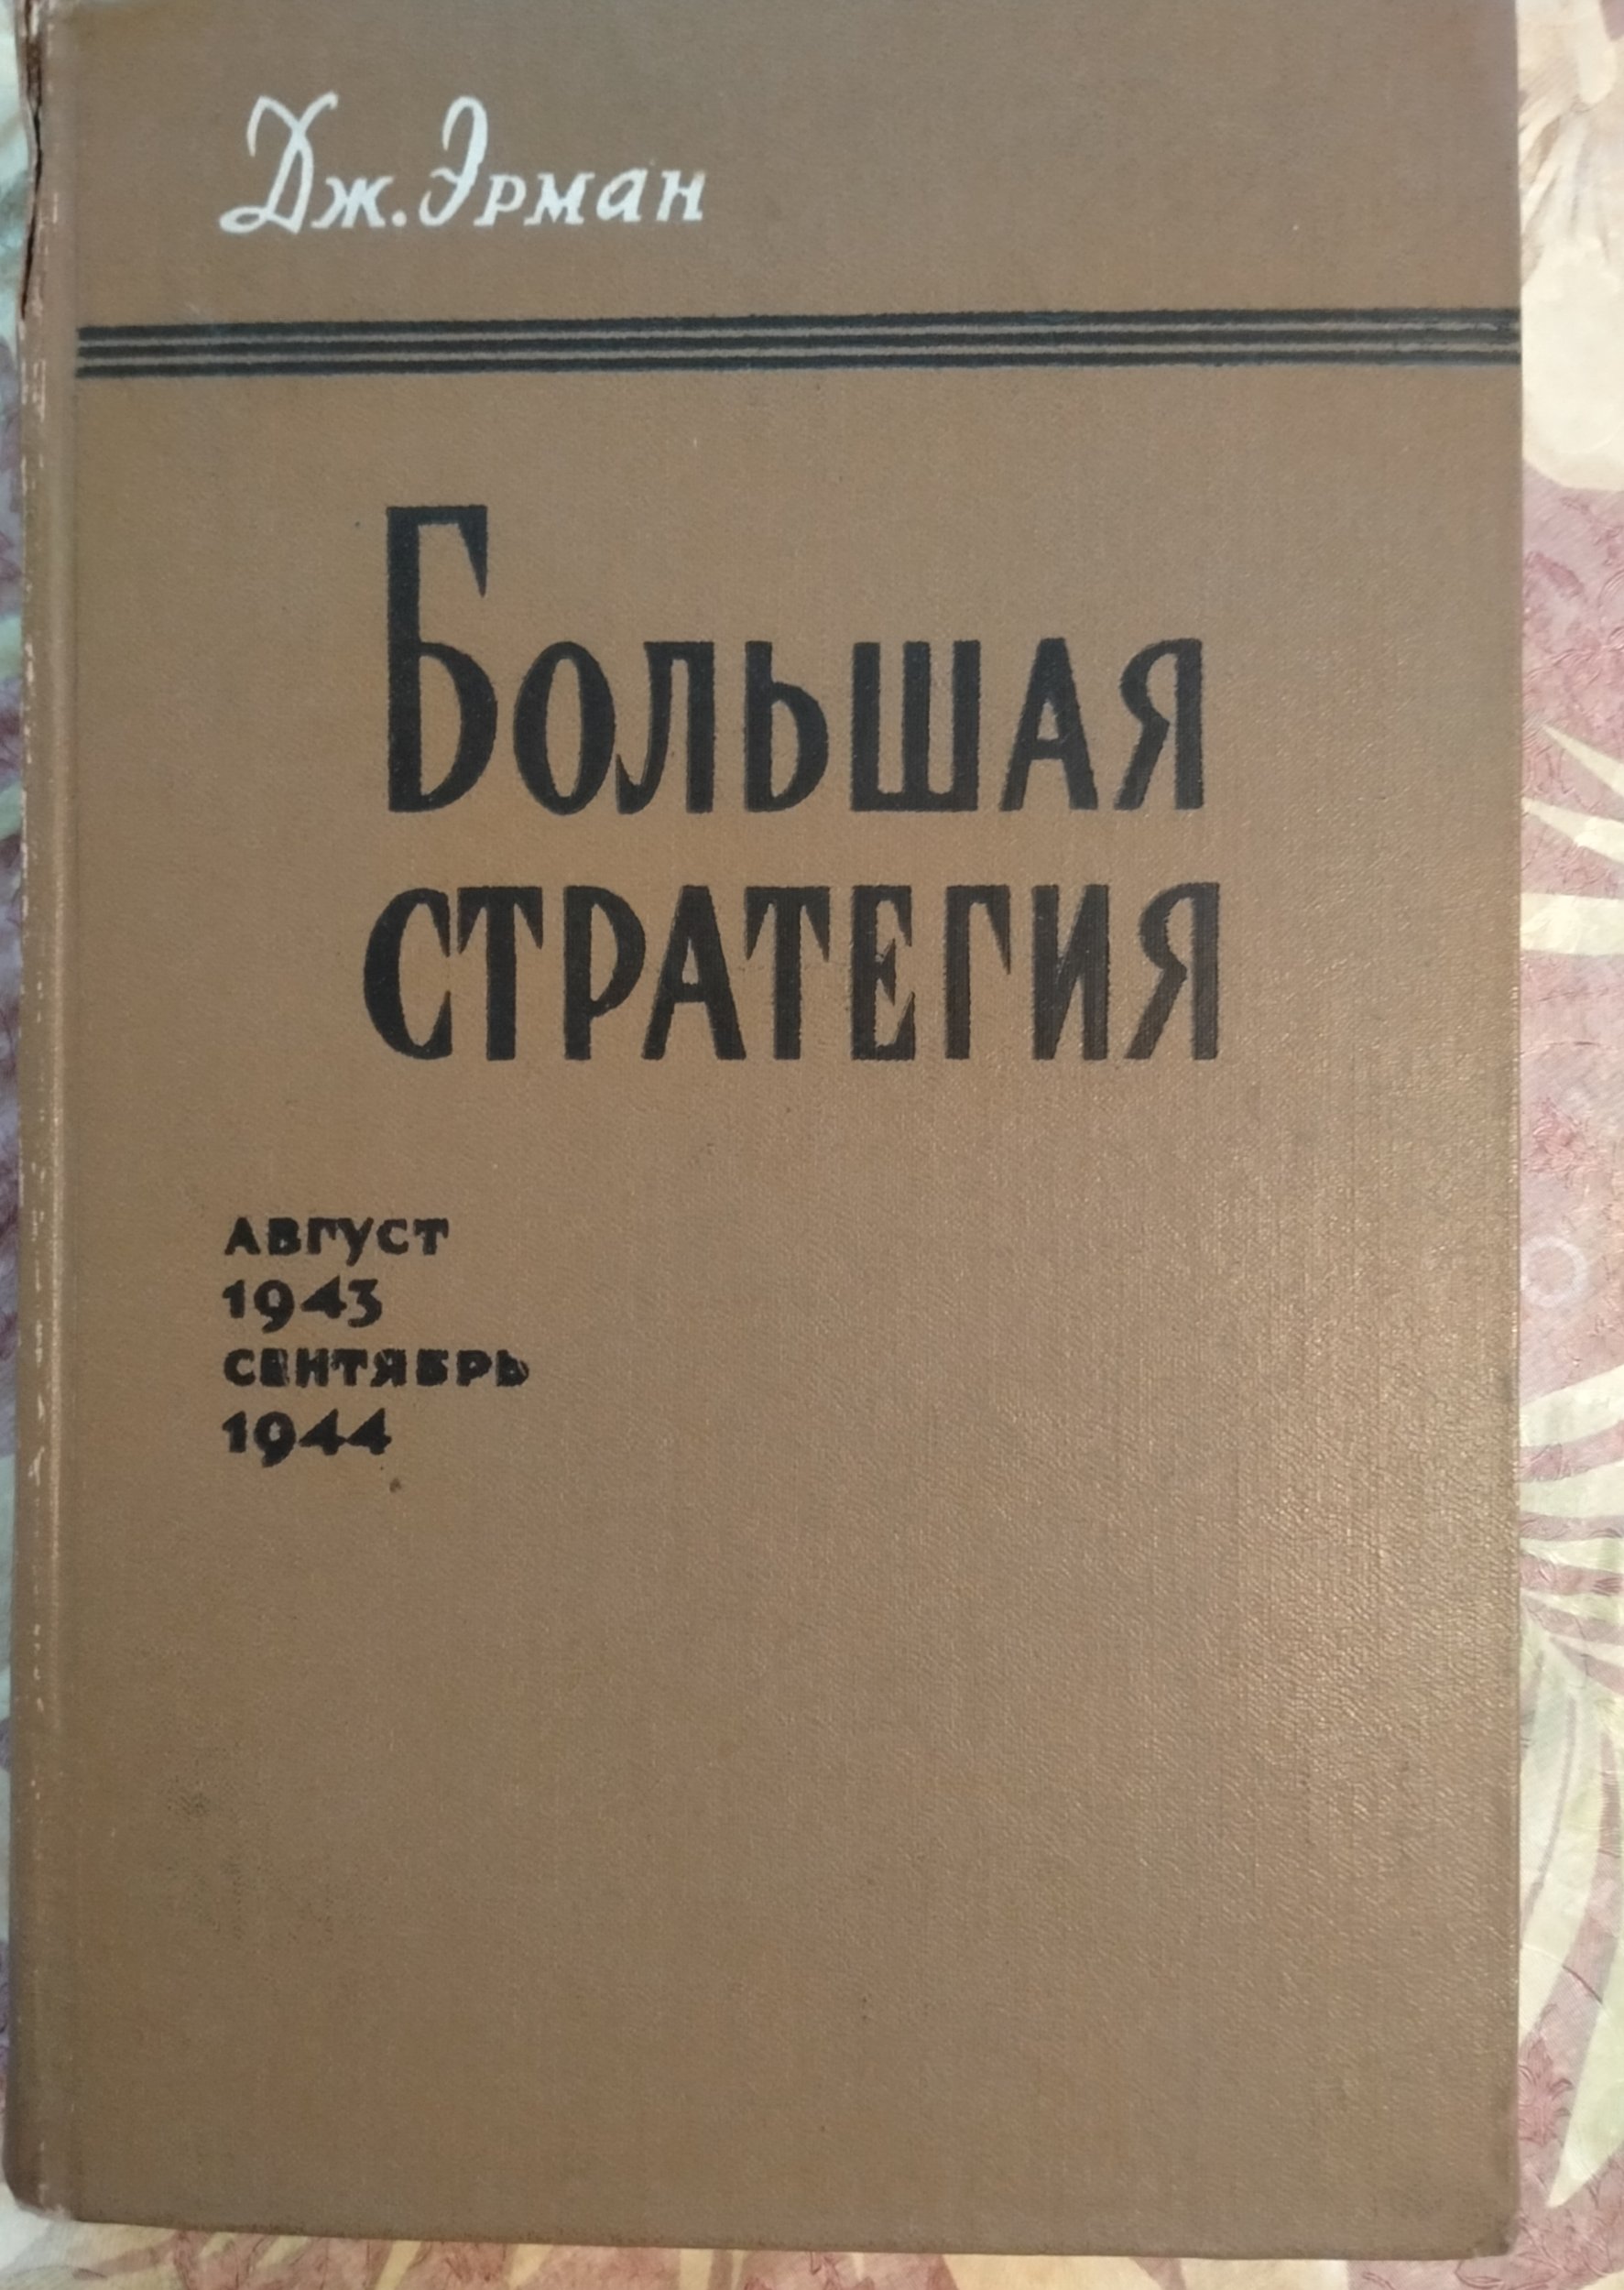 Дж. Эрман
Большая
стратегия
АВГУСТ
1943
СЕНТЯБРЬ
1944